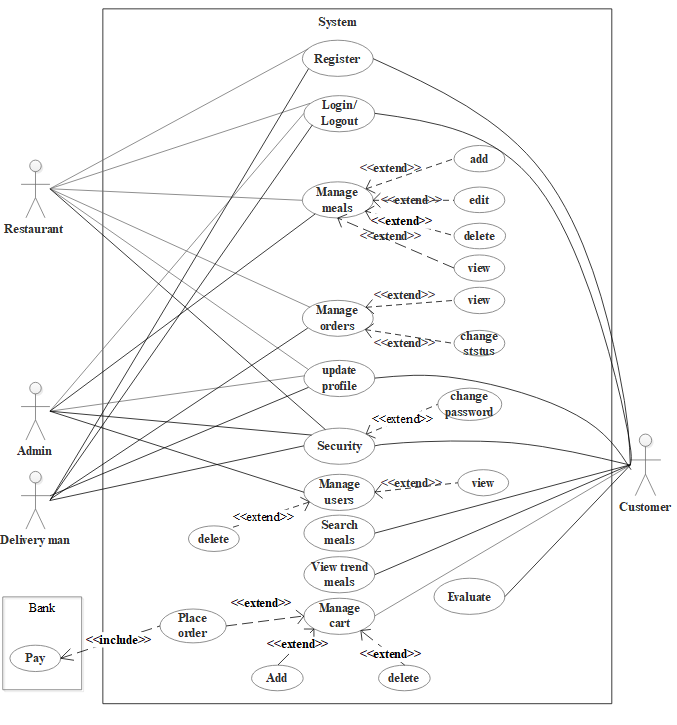 System
Register
Login/
Logout
<<extend>>
add
Manage
meals
<<extend>>
edit
Restaurant
<<extend>>
delete
<<extend>>
view
<<extend>>
view
Manage
orders
<<extend>>
change
ststus
update
profile
change
password
<<extend>>
Admin
Security
Manage
users
<<extend>>
view
Customer
<<extend>>
delete
Delivery man
Search
meals
View trend
meals
Evaluate
Bank
<<extend>>
Place
order
Manage
cart
<<include>>
Pay
<<extend>>
<<extend>>
Add
delete